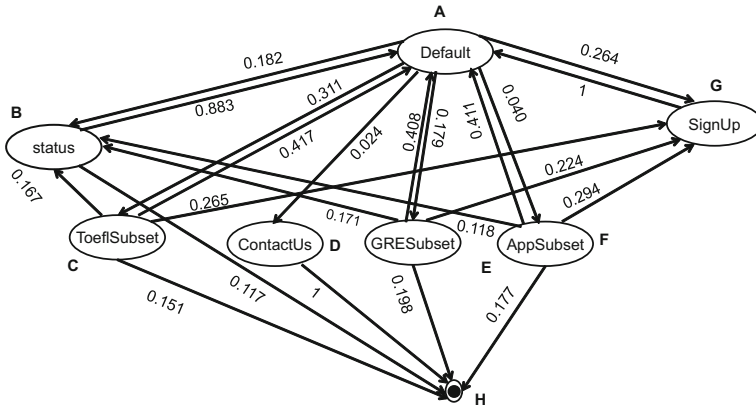 A
Default
0.182
0.264
G
0.883
0.311
0.408
0.179
0.411
0.040
1
SignUp
B
status
0.417
0.024
0.224
0.167
0.265
0.171
0.118
0.294
ToeflSubset
ContactUs
D
GRESubset
AppSubset
F
C
E
0.151
0.117
1
0.198
0.177
H